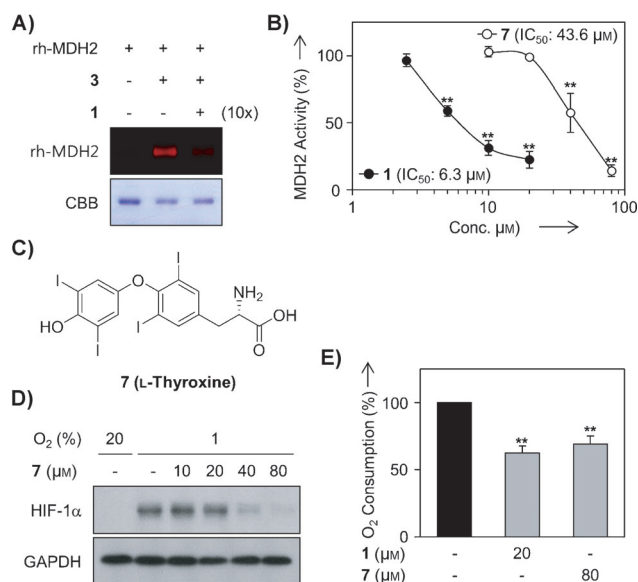 A)
rh-MDH2 + + +
3 - + +
1 - - + (10x)
rh-MDH2
CBB
B)
MDH2 Activity (%)
100
50
0
1 10 100
Conc. μM)
7 (IC50: 43.6 μM)
1 (IC50: 6.3 μM)
** ** ** ** **
C)
I I
O NH2
HO I OH
I O
7 (L-Thyroxine)
D)
O2 (%) 20 1
7 (μM) - - 10 20 40 80
HIF-1α
GAPDH
E)
O2 Consumption (%)
100
50
0
** **
1 (μM) - 20 -
7 (μM) - - 80